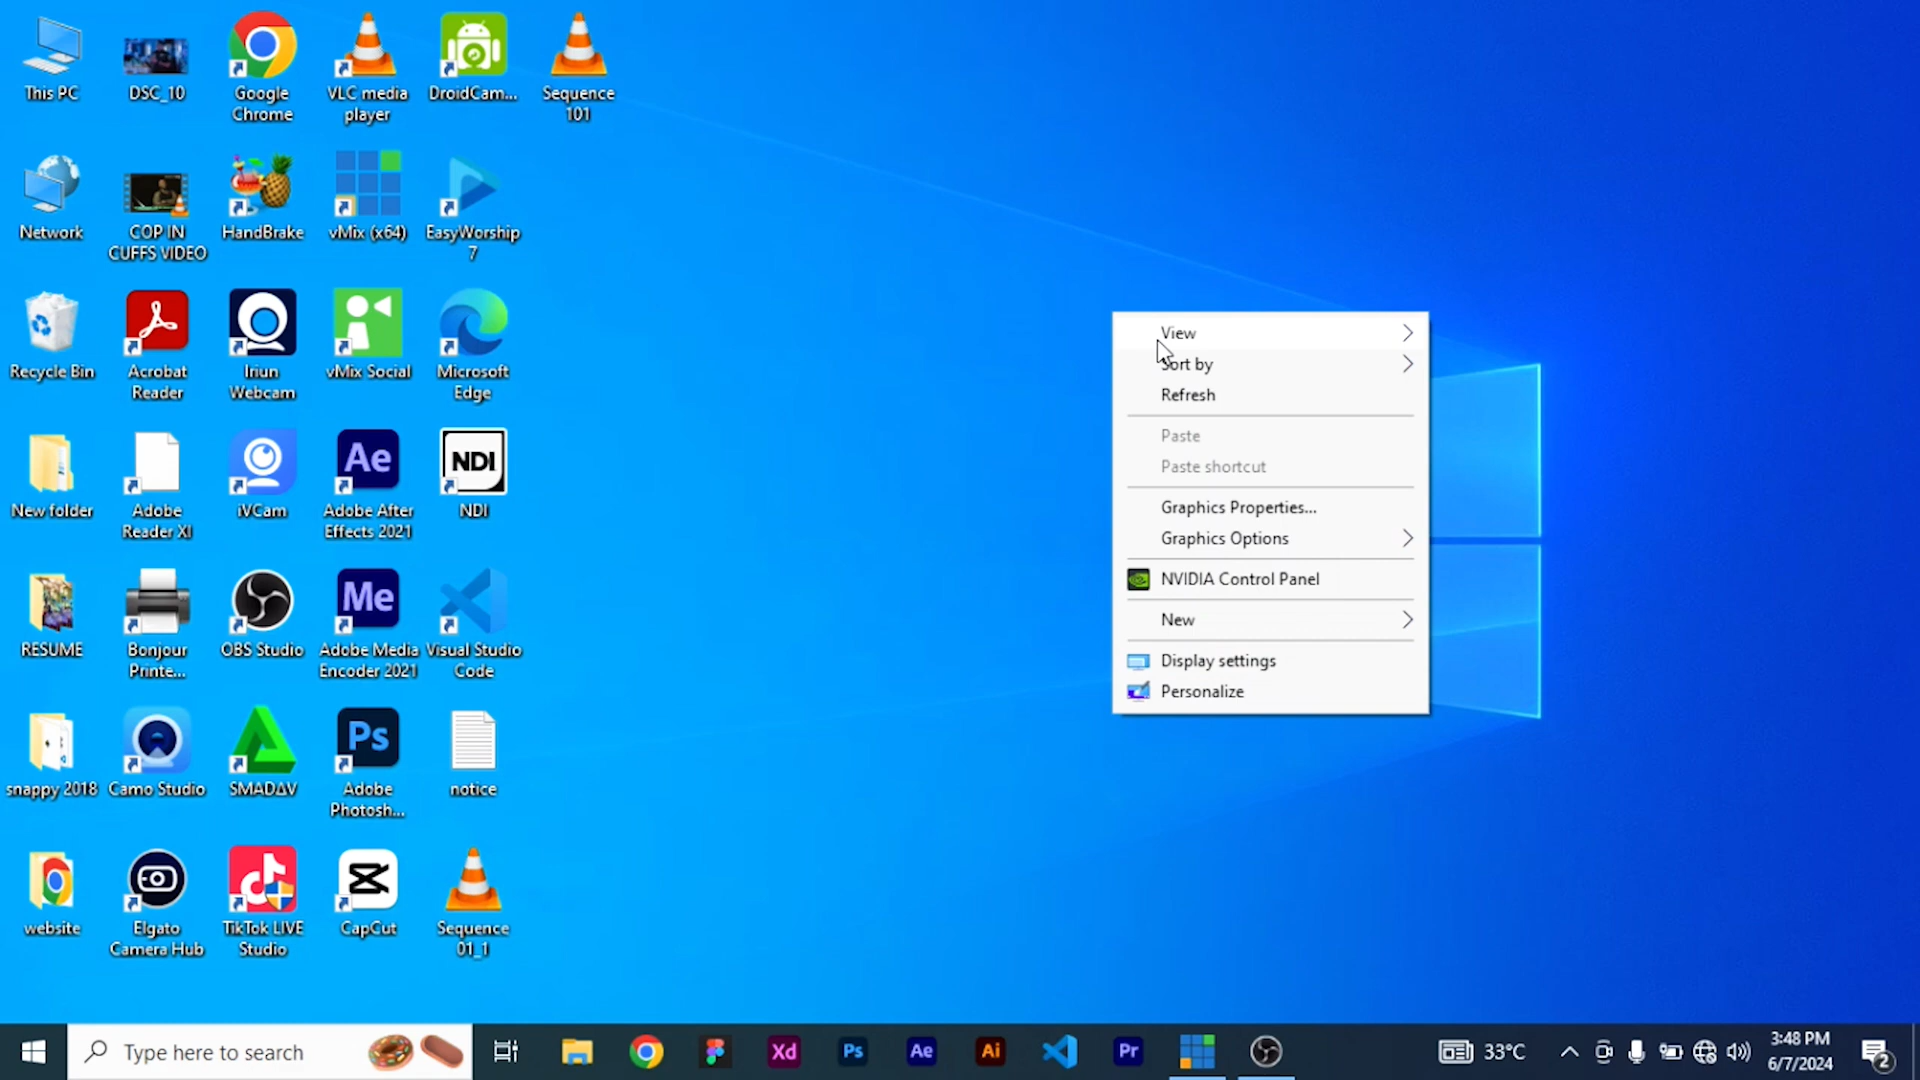 This PC
DSC_10
Google
Chrome
VLC media
player
DroidCam...
Sequence
101
Network
COP IN
CUFFS VIDEO
HandBrake
vMix (x64)
EasyWorship
7
Recycle Bin
Acrobat
Reader
Iriun
Webcam
vMix Social
Microsoft
Edge
New folder
Adobe
Reader XI
iVCam
Ae
Adobe After
Effects 2021
NDI
NDI
RESUME
Bonjour
Printe...
OBS Studio
Me
Adobe Media
Encoder 2021
Visual Studio
Code
snappy 2018
Camo Studio
SMADΔV
Ps
Adobe
Photosh...
notice
website
Elgato
Camera Hub
TikTok LIVE
Studio
CapCut
Sequence
01_1
View
Sort by
Refresh
Paste
Paste shortcut
Graphics Properties...
Graphics Options
NVIDIA Control Panel
New
Display settings
Personalize
Type here to search
Xd
Ps
Ae
Ai
Pr
33°C
3:48 PM
6/7/2024
2